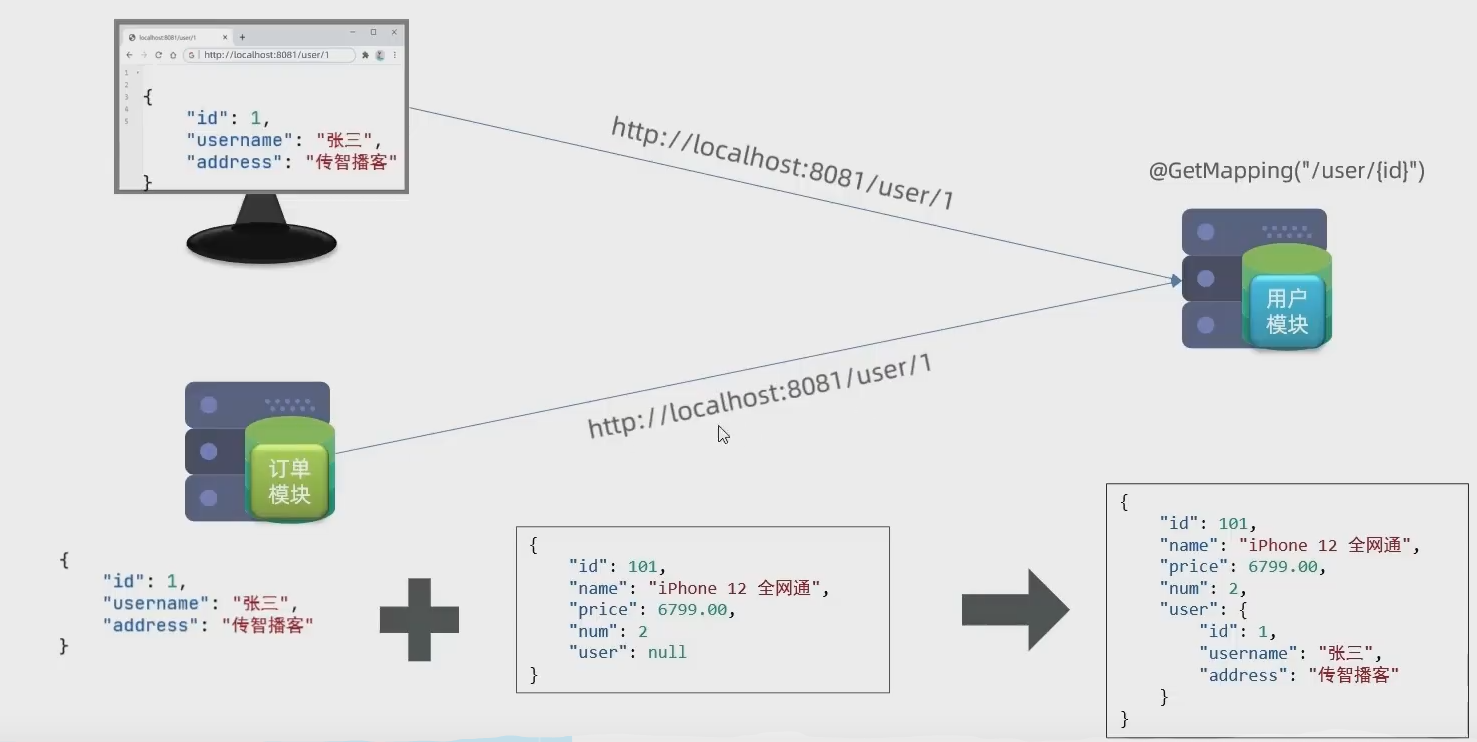 localhost:8081/user/1
http://localhost:8081/user/1
1
2
3
4
5
{
"id": 1,
"username": "张三",
"address": "传智播客"
}
http://localhost:8081/user/1
@GetMapping("/user/{id}")
用户
模块
http://localhost:8081/user/1
订单
模块
{
"id": 1,
"username": "张三",
"address": "传智播客"
}
{
"id": 101,
"name": "iPhone 12 全网通",
"price": 6799.00,
"num": 2
"user": null
}
{
"id": 101,
"name": "iPhone 12 全网通",
"price": 6799.00,
"num": 2,
"user": {
"id": 1,
"username": "张三",
"address": "传智播客"
}
}